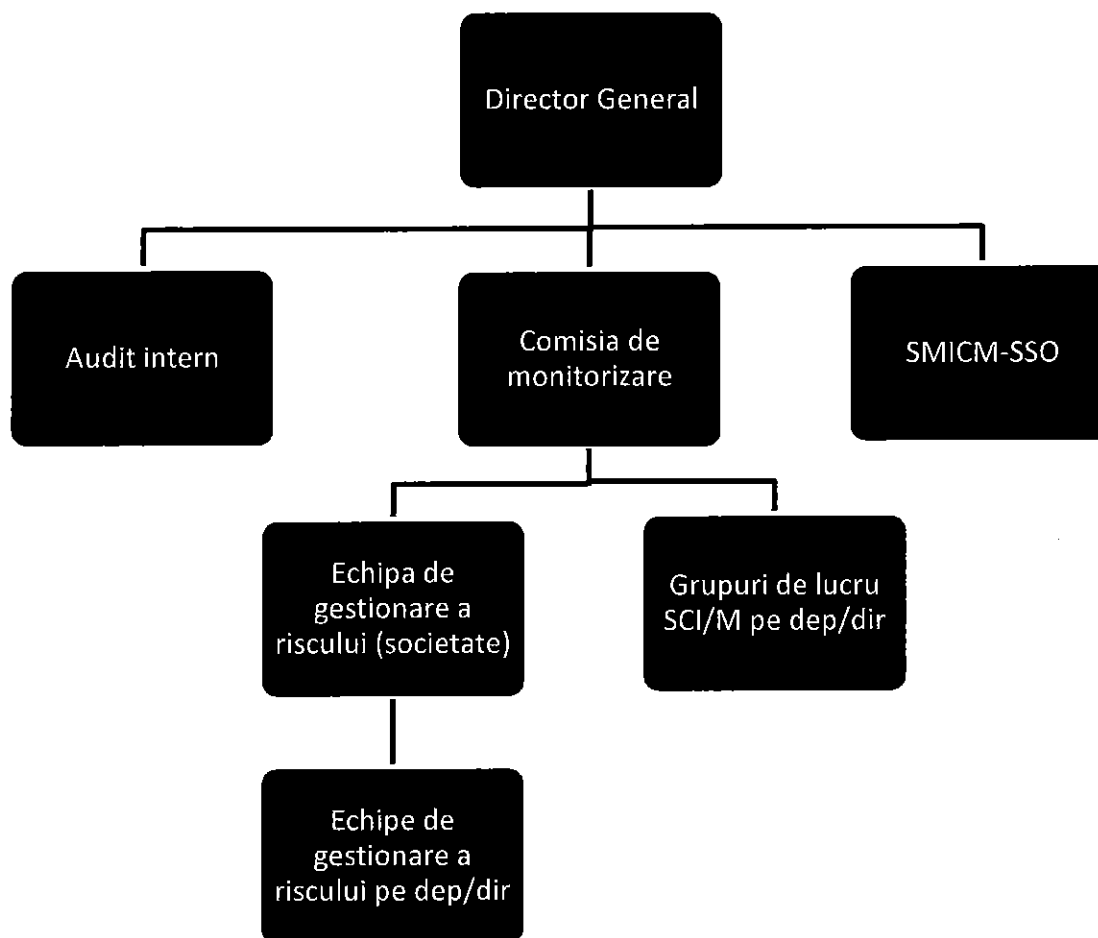 Director General
Audit intern
Comisia de
monitorizare
SMICM-SSO
Echipa de
gestionare a
riscului (societate)
Grupuri de lucru
SCI/M pe dep/dir
Echipe de
gestionare a
riscului pe dep/dir